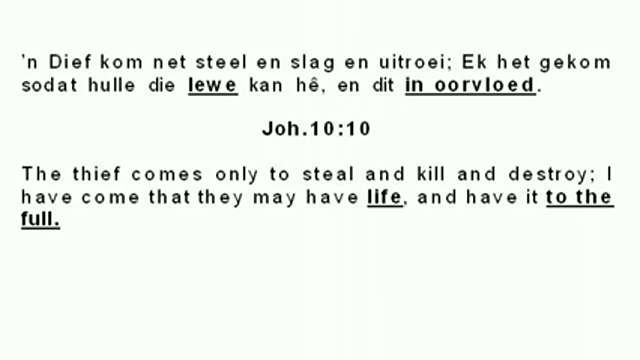 'n Dief kom net steel en slag en uitroei; Ek het gekom
sodat hulle die lewe kan hê, en dit in oorvloed.
Joh.10:10
The thief comes only to steal and kill and destroy; I
have come that they may have life, and have it to the
full.